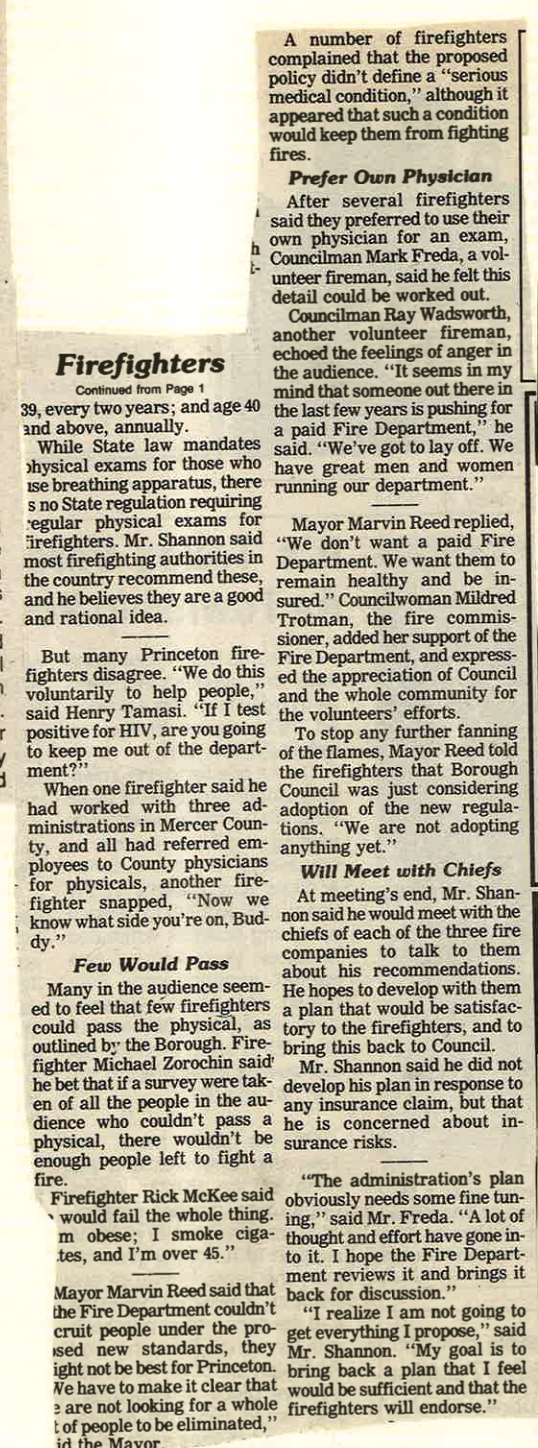 Firefighters
Continued from Page 1
39, every two years; and age 40
and above, annually.
While State law mandates
physical exams for those who
use breathing apparatus, there
s no State regulation requiring
regular physical exams for
firefighters. Mr. Shannon said
most firefighting authorities in
the country recommend these,
and he believes they are a good
and rational idea.
But many Princeton fire-
fighters disagree. “We do this
voluntarily to help people,”
said Henry Tamasi. “If I test
positive for HIV, are you going
to keep me out of the depart-
ment?”
When one firefighter said he
had worked with three ad-
ministrations in Mercer Coun-
ty, and all had referred em-
ployees to County physicians
for physicals, another fire-
fighter snapped, “Now we
know what side you're on, Bud-
dy.”
Few Would Pass
Many in the audience seem-
ed to feel that few firefighters
could pass the physical, as
outlined by the Borough. Fire-
fighter Michael Zorochin said
he bet that if a survey were tak-
en of all the people in the au-
dience who couldn't pass a
physical, there wouldn't be
enough people left to fight a
fire.
Firefighter Rick McKee said
would fail the whole thing.
m obese; I smoke ciga-
tes, and I'm over 45.”
Mayor Marvin Reed said that
the Fire Department couldn't
cruit people under the pro-
sed new standards, they
ight not be best for Princeton.
We have to make it clear that
e are not looking for a whole
t of people to be eliminated,”
id the Mayor.
A number of firefighters
complained that the proposed
policy didn't define a “serious
medical condition,” although it
appeared that such a condition
would keep them from fighting
fires.
Prefer Own Physician
After several firefighters
said they preferred to use their
own physician for an exam,
Councilman Mark Freda, a vol-
unteer fireman, said he felt this
detail could be worked out.
Councilman Ray Wadsworth,
another volunteer fireman,
echoed the feelings of anger in
the audience. “It seems in my
mind that someone out there in
the last few years is pushing for
a paid Fire Department,” he
said. “We've got to lay off. We
have great men and women
running our department.”
Mayor Marvin Reed replied,
“We don't want a paid Fire
Department. We want them to
remain healthy and be in-
sured.” Councilwoman Mildred
Trotman, the fire commis-
sioner, added her support of the
Fire Department, and express-
ed the appreciation of Council
and the whole community for
the volunteers' efforts.
To stop any further fanning
of the flames, Mayor Reed told
the firefighters that Borough
Council was just considering
adoption of the new regula-
tions. “We are not adopting
anything yet.”
Will Meet with Chiefs
At meeting's end, Mr. Shan-
non said he would meet with the
chiefs of each of the three fire
companies to talk to them
about his recommendations.
He hopes to develop with them
a plan that would be satisfac-
tory to the firefighters, and to
bring this back to Council.
Mr. Shannon said he did not
develop his plan in response to
any insurance claim, but that
he is concerned about in-
surance risks.
“The administration's plan
obviously needs some fine tun-
ing,” said Mr. Freda. “A lot of
thought and effort have gone in-
to it. I hope the Fire Depart-
ment reviews it and brings it
back for discussion.”
“I realize I am not going to
get everything I propose,” said
Mr. Shannon. “My goal is to
bring back a plan that I feel
would be sufficient and that the
firefighters will endorse.”